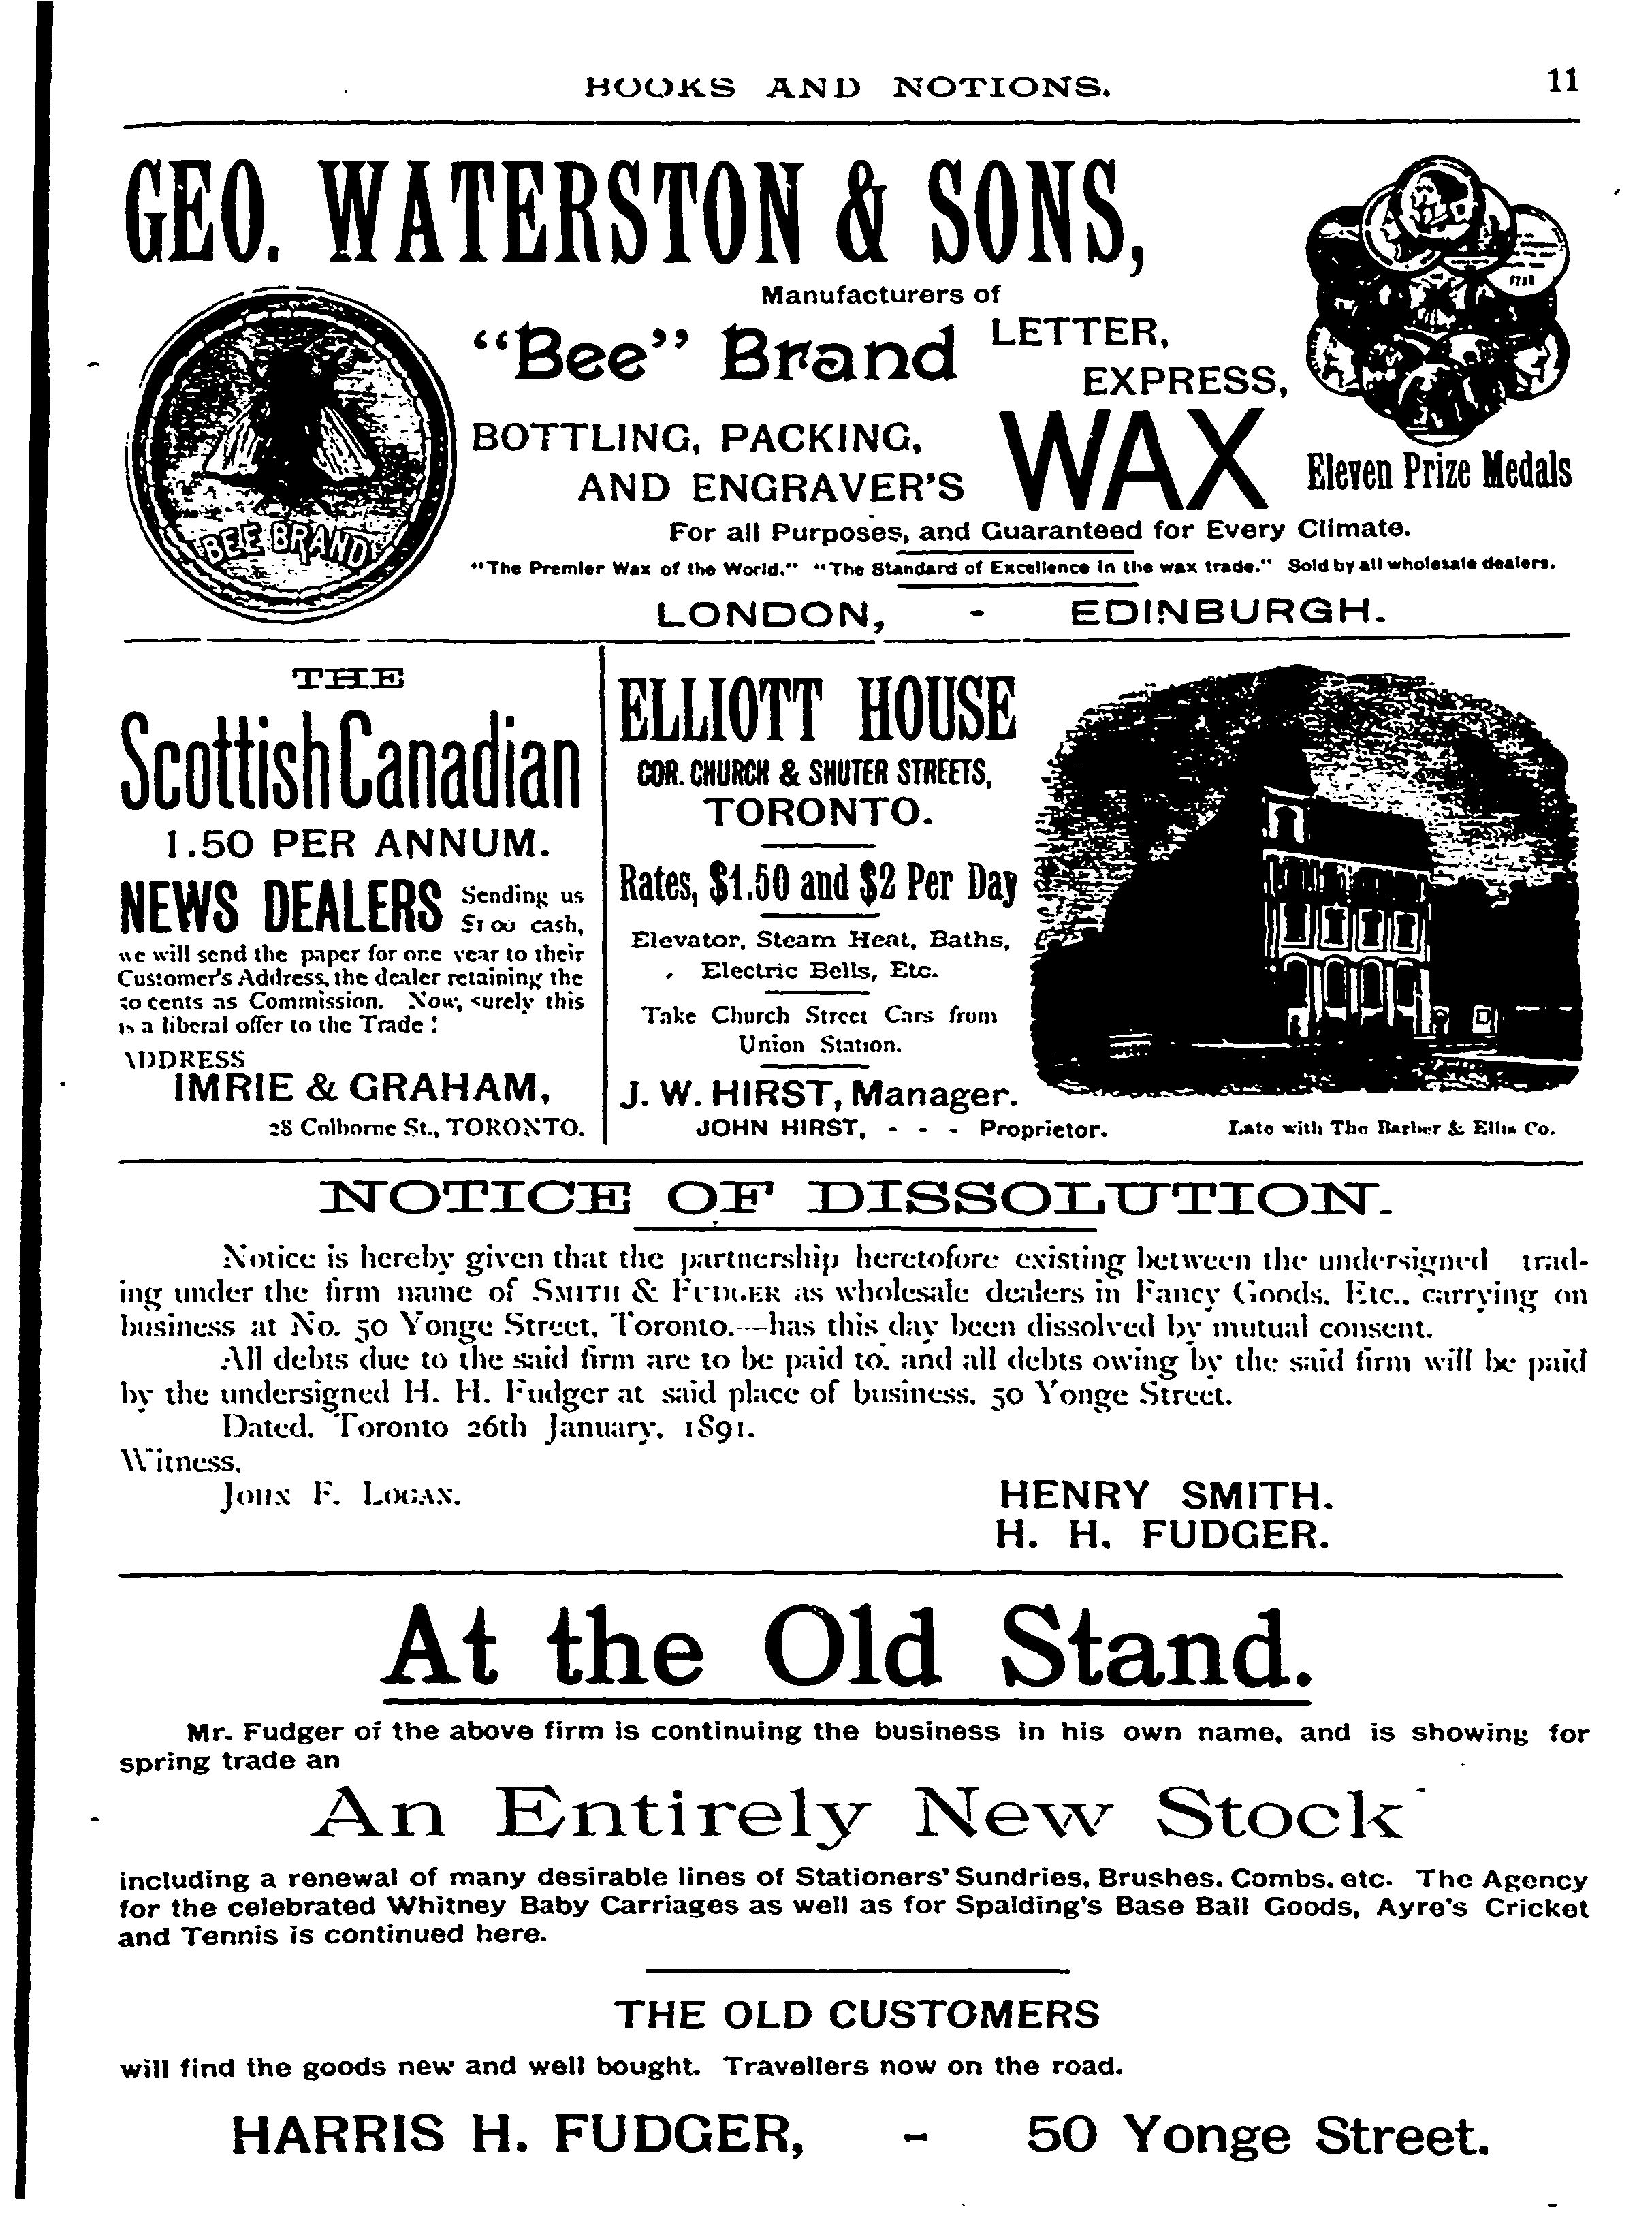 BOOKS AND NOTIONS.
11
GEO. WATERSTON & SONS,
Manufacturers of
"Bee" Brand
LETTER,
EXPRESS,
BOTTLING, PACKING,
AND ENGRAVER'S
WAX
BEE BRAND
Eleven Prize Medals
For all Purposes, and Guaranteed for Every Climate.
"The Premier Wax of the World." "The Standard of Excellence in the wax trade." Sold by all wholesale dealers.
LONDON, - EDINBURGH.
THE
Scottish Canadian
1.50 PER ANNUM.
NEWS DEALERS Sending us
$1 00 cash,
we will send the paper for one year to their
Customer's Address, the dealer retaining the
50 cents as Commission. Now, surely this
is a liberal offer to the Trade!
ADDRESS
IMRIE & GRAHAM,
28 Colborne St., TORONTO.
ELLIOTT HOUSE
COR. CHURCH & SHUTER STREETS,
TORONTO.
Rates, $1.50 and $2 Per Day
Elevator, Steam Heat, Baths,
Electric Bells, Etc.
Take Church Street Cars from
Union Station.
J. W. HIRST, Manager.
JOHN HIRST, - - - Proprietor.
Late with The Barber & Ellis Co.
NOTICE OF DISSOLUTION.
Notice is hereby given that the partnership heretofore existing between the undersigned trad-
ing under the firm name of SMITH & FUDGER as wholesale dealers in Fancy Goods, Etc., carrying on
business at No. 50 Yonge Street, Toronto,—has this day been dissolved by mutual consent.
All debts due to the said firm are to be paid to, and all debts owing by the said firm will be paid
by the undersigned H. H. Fudger at said place of business, 50 Yonge Street.
Dated, Toronto 26th January, 1891.
Witness,
JOHN F. LOGAN.
HENRY SMITH.
H. H. FUDGER.
At the Old Stand.
Mr. Fudger of the above firm is continuing the business in his own name, and is showing for
spring trade an
An Entirely New Stock
including a renewal of many desirable lines of Stationers' Sundries, Brushes, Combs, etc. The Agency
for the celebrated Whitney Baby Carriages as well as for Spalding's Base Ball Goods, Ayre's Cricket
and Tennis is continued here.
THE OLD CUSTOMERS
will find the goods new and well bought. Travellers now on the road.
HARRIS H. FUDGER, - 50 Yonge Street.